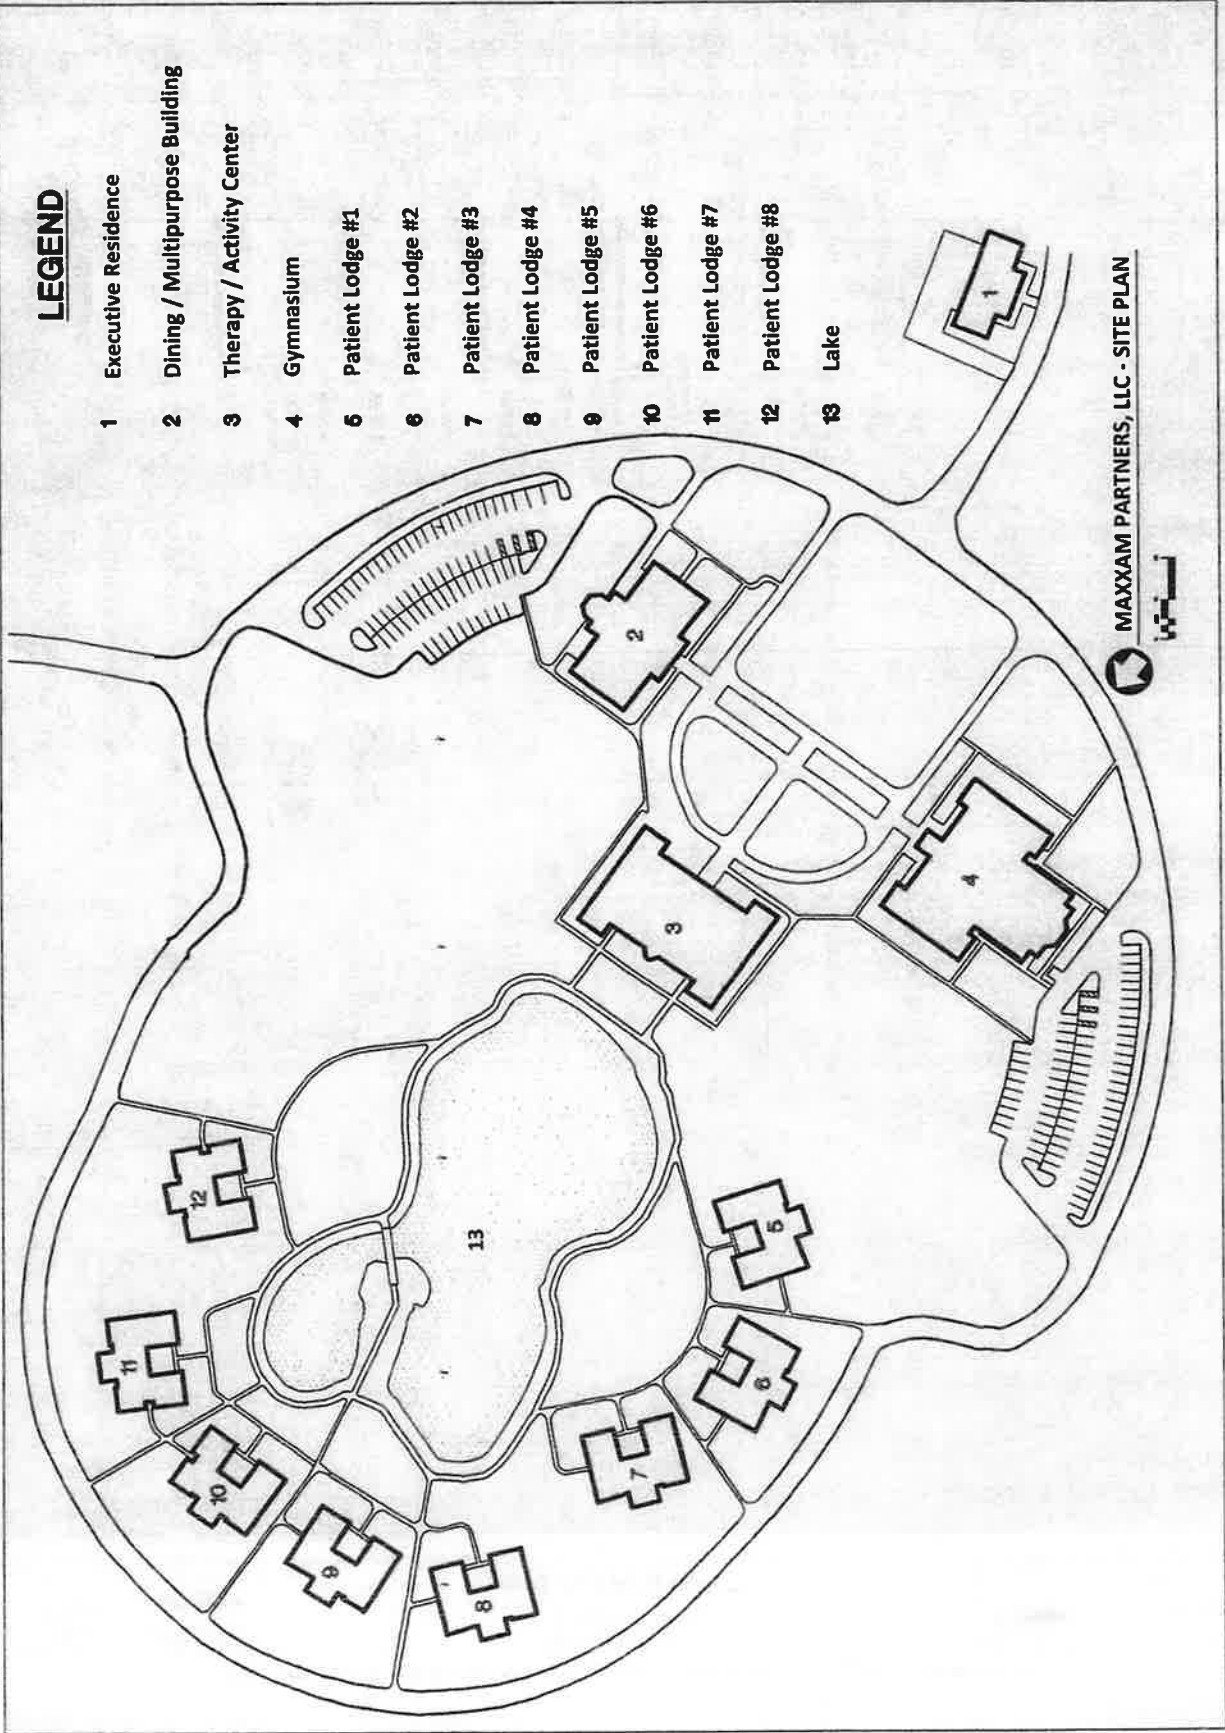 LEGEND
1 Executive Residence
2 Dining / Multipurpose Building
3 Therapy / Activity Center
4 Gymnasium
5 Patient Lodge #1
6 Patient Lodge #2
7 Patient Lodge #3
8 Patient Lodge #4
9 Patient Lodge #5
10 Patient Lodge #6
11 Patient Lodge #7
12 Patient Lodge #8
13 Lake
1
2
3
4
5
6
7
8
9
10
11
12
13
MAXXAM PARTNERS, LLC - SITE PLAN